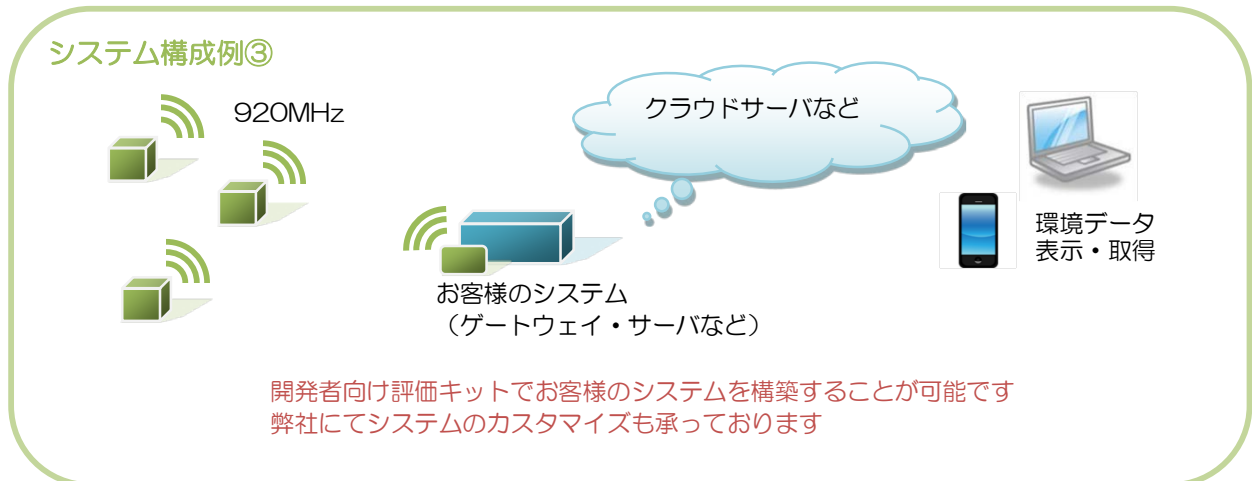 システム構成例③
920MHz
クラウドサーバなど
環境データ
表示・取得
お客様のシステム
（ゲートウェイ・サーバなど）
開発者向け評価キットでお客様のシステムを構築することが可能です
弊社にてシステムのカスタマイズも承っております